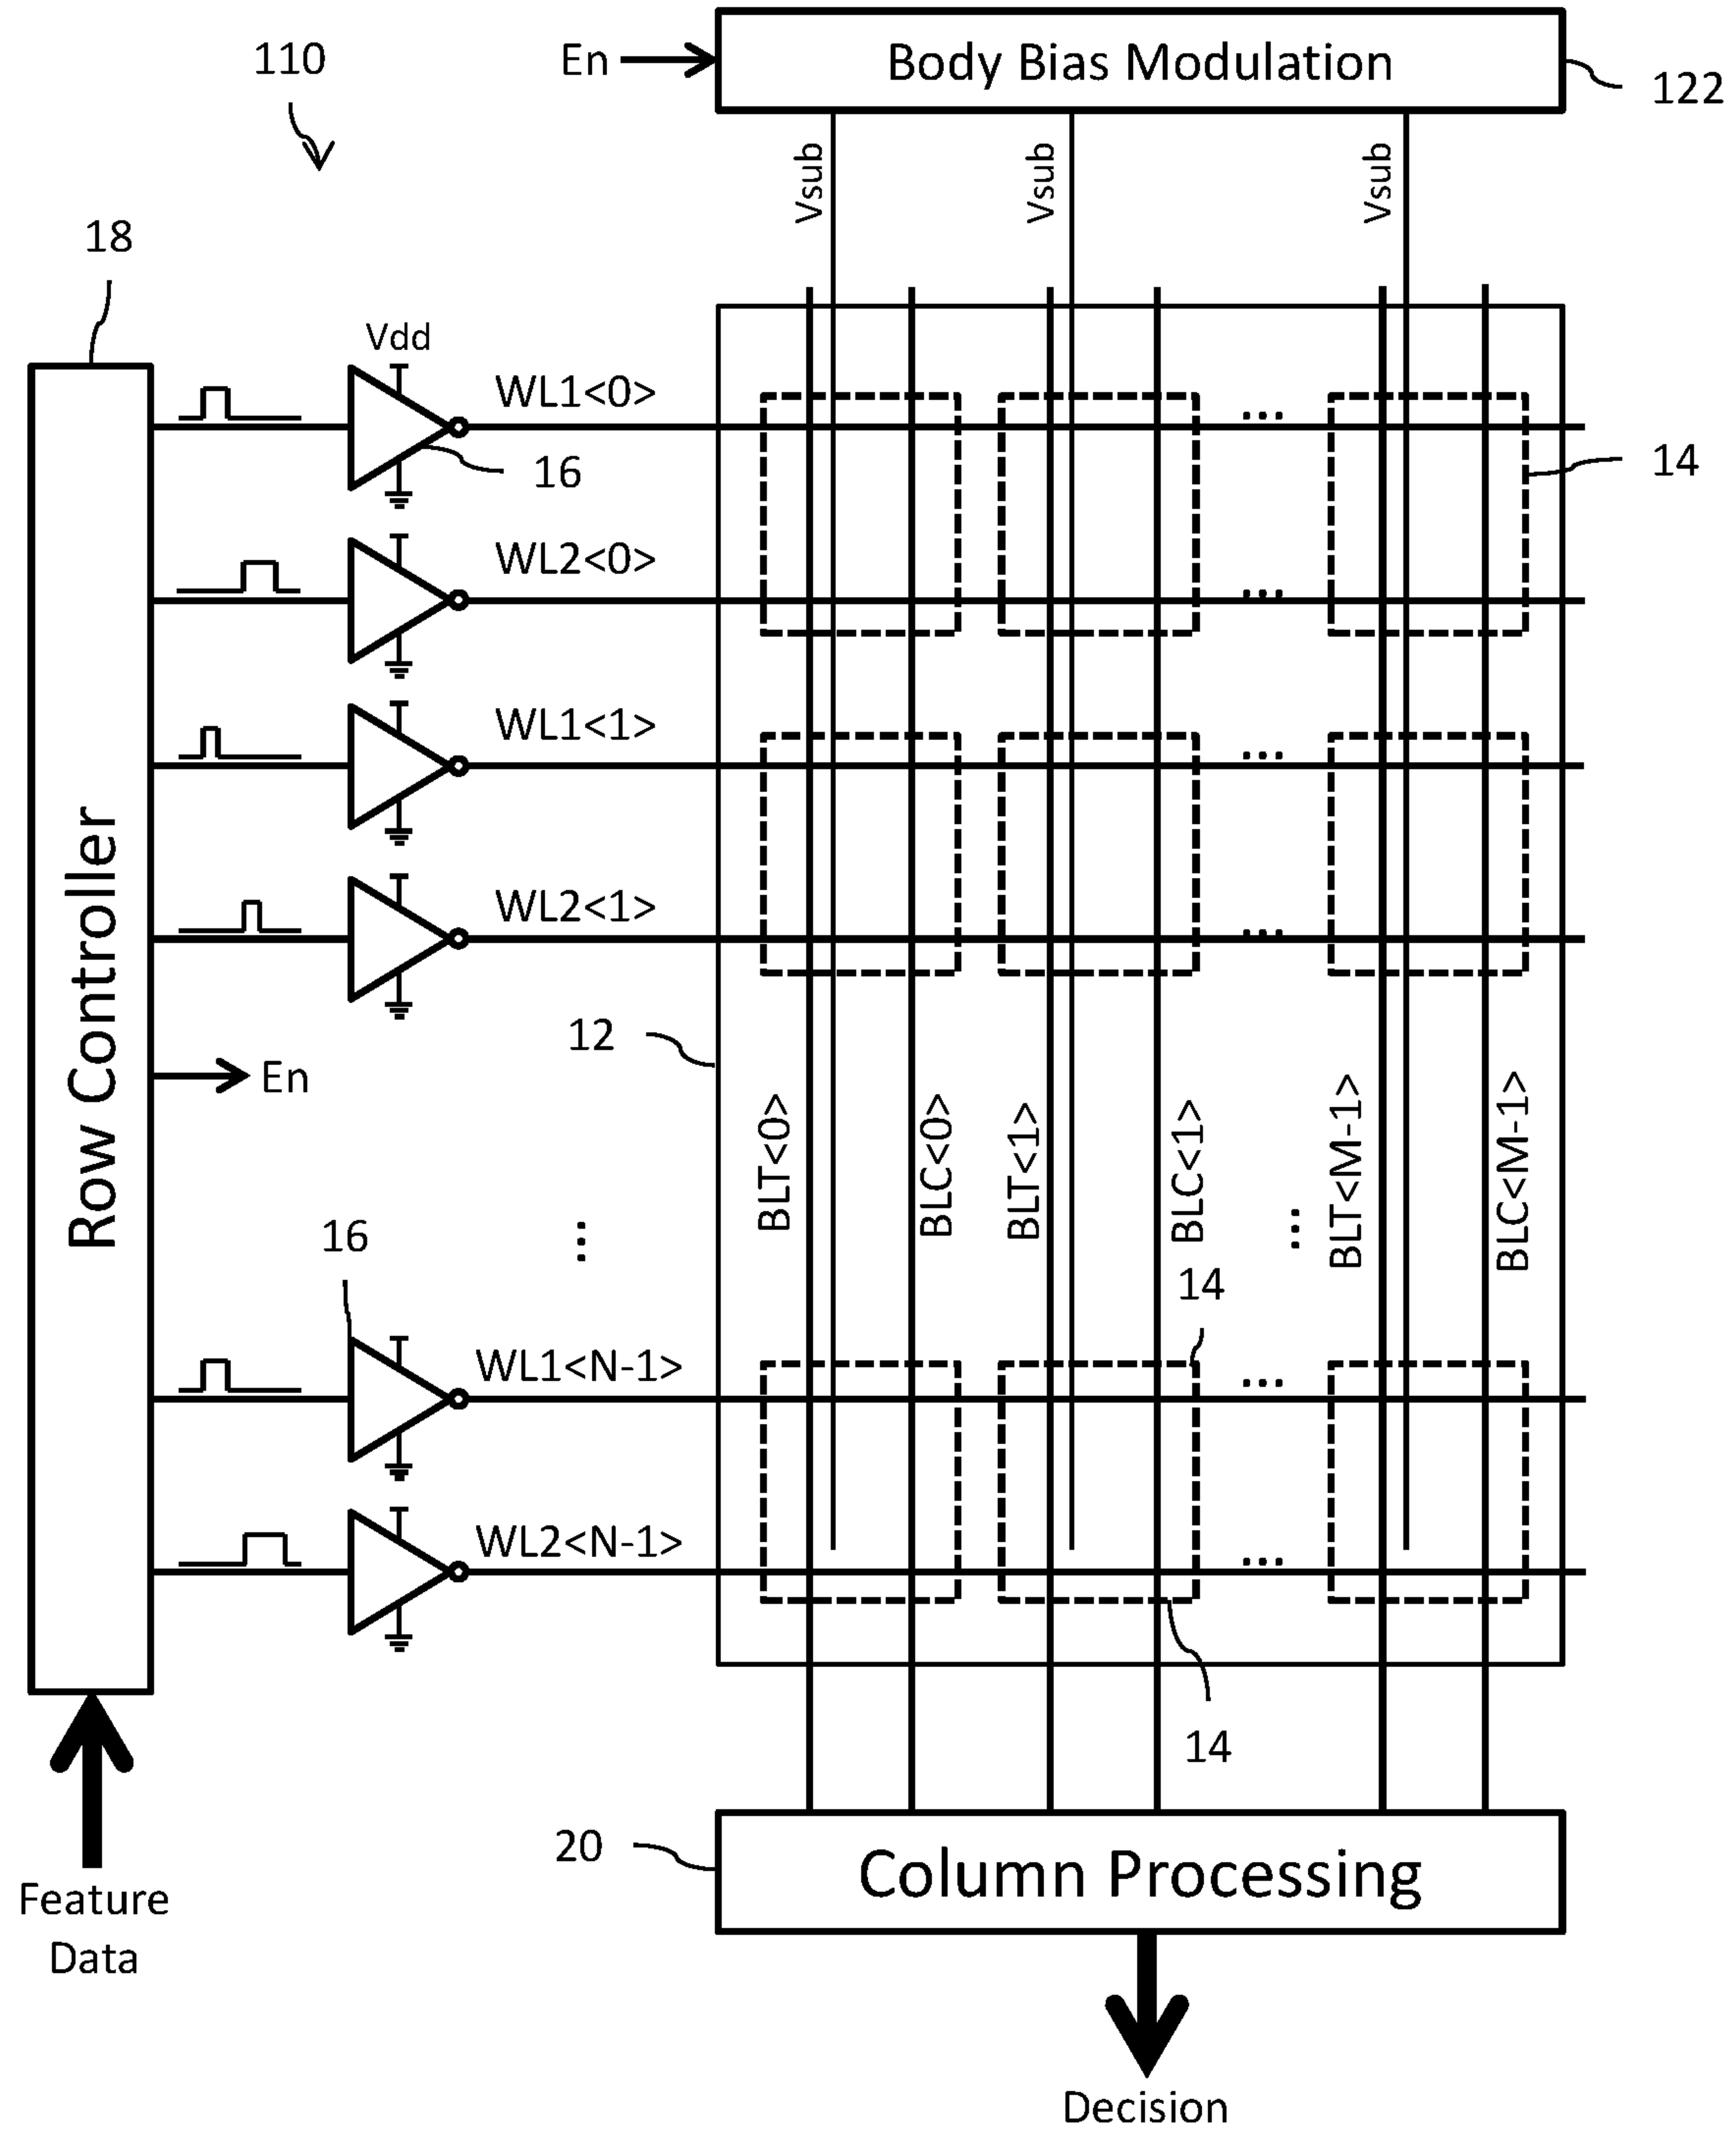 110
En
Body Bias Modulation
122
Vsub
Vsub
Vsub
18
Vdd
WL1<0>
16
14
WL2<0>
...
...
WL1<1>
...
WL2<1>
...
12
En
Row Controller
BLT<0>
BLC<0>
BLT<1>
BLC<1>
...
BLT<M-1>
BLC<M-1>
16
...
14
WL1<N-1>
...
WL2<N-1>
...
14
20
Column Processing
Feature
Data
Decision